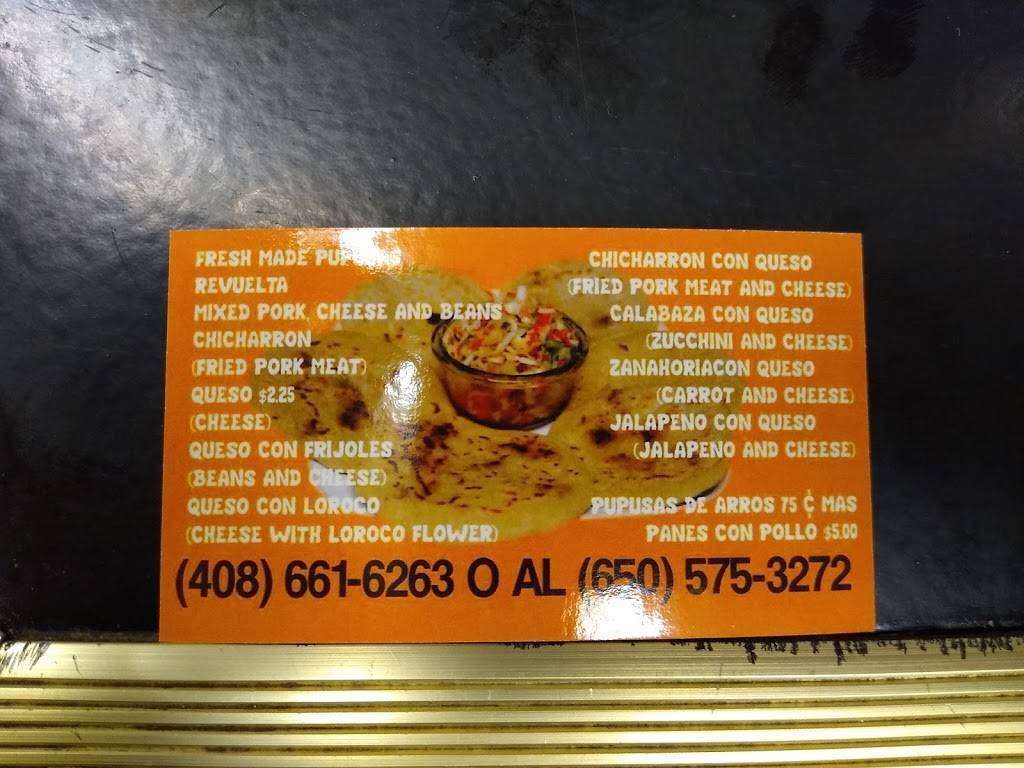 FRESH MADE
REVUELTA
MIXED PORK, CHEESE AND BEANS
CHICHARRON
(FRIED PORK MEAT)
QUESO $2.25
(CHEESE)
QUESO CON FRIJOLES
(BEANS AND CHEESE)
QUESO CON LOROCO
(CHEESE WITH LOROCO FLOWER)
CHICHARRON CON QUESO
(FRIED PORK MEAT AND CHEESE)
CALABAZA CON QUESO
(ZUCCHINI AND CHEESE)
ZANAHORIACON QUESO
(CARROT AND CHEESE)
JALAPENO CON QUESO
(JALAPENO AND CHEESE)
PUPUSAS DE ARROS 75 ¢ MAS
PANES CON POLLO $5.00
(408) 661-6263 O AL (650) 575-3272